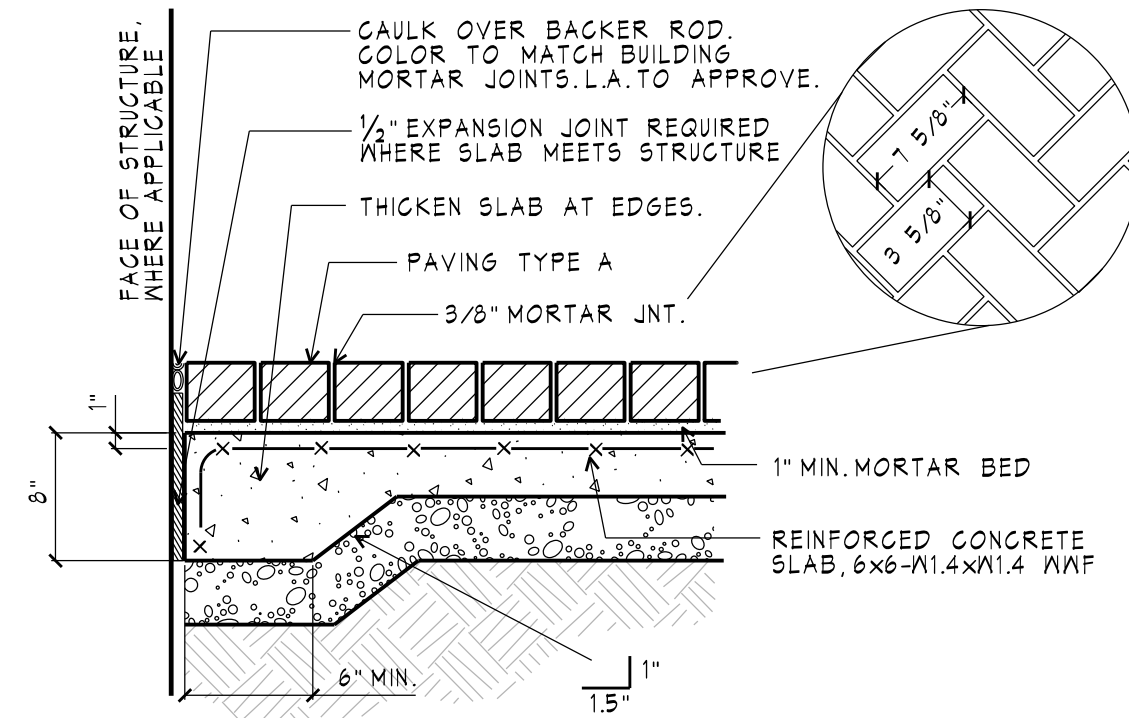 FACE OF STRUCTURE,
WHERE APPLICABLE
CAULK OVER BACKER ROD.
COLOR TO MATCH BUILDING
MORTAR JOINTS. L.A. TO APPROVE.
1/2" EXPANSION JOINT REQUIRED
WHERE SLAB MEETS STRUCTURE
THICKEN SLAB AT EDGES.
PAVING TYPE A
3/8" MORTAR JNT.
7 5/8"
3 5/8"
1"
8"
1" MIN. MORTAR BED
REINFORCED CONCRETE
SLAB, 6x6-W1.4xW1.4 WWF
6" MIN.
1"
1.5"